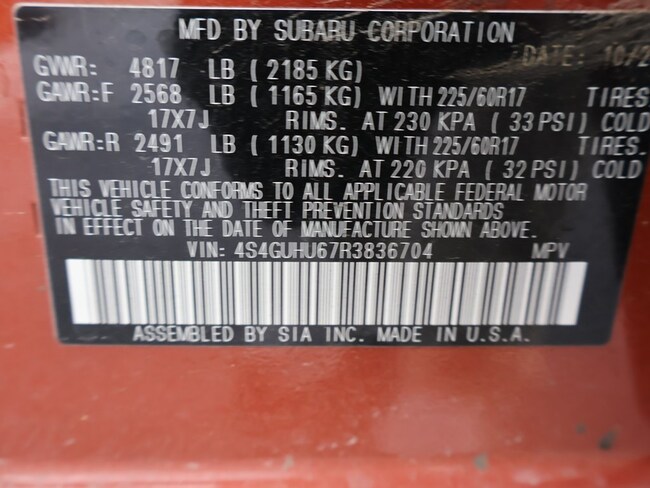 MFD BY SUBARU CORPORATION
DATE: 10/2
GVWR: 4817 LB (2185 KG)
GAWR:F 2568 LB (1165 KG) WITH 225/60R17 TIRES
17X7J RIMS. AT 230 KPA (33 PSI) COLD
GAWR:R 2491 LB (1130 KG) WITH 225/60R17 TIRES.
17X7J RIMS. AT 220 KPA (32 PSI) COLD
THIS VEHICLE CONFORMS TO ALL APPLICABLE FEDERAL MOTOR
VEHICLE SAFETY AND THEFT PREVENTION STANDARDS
IN EFFECT ON THE DATE OF MANUFACTURE SHOWN ABOVE.
VIN: 4S4GUHU67R3836704 MPV
ASSEMBLED BY SIA INC. MADE IN U.S.A.